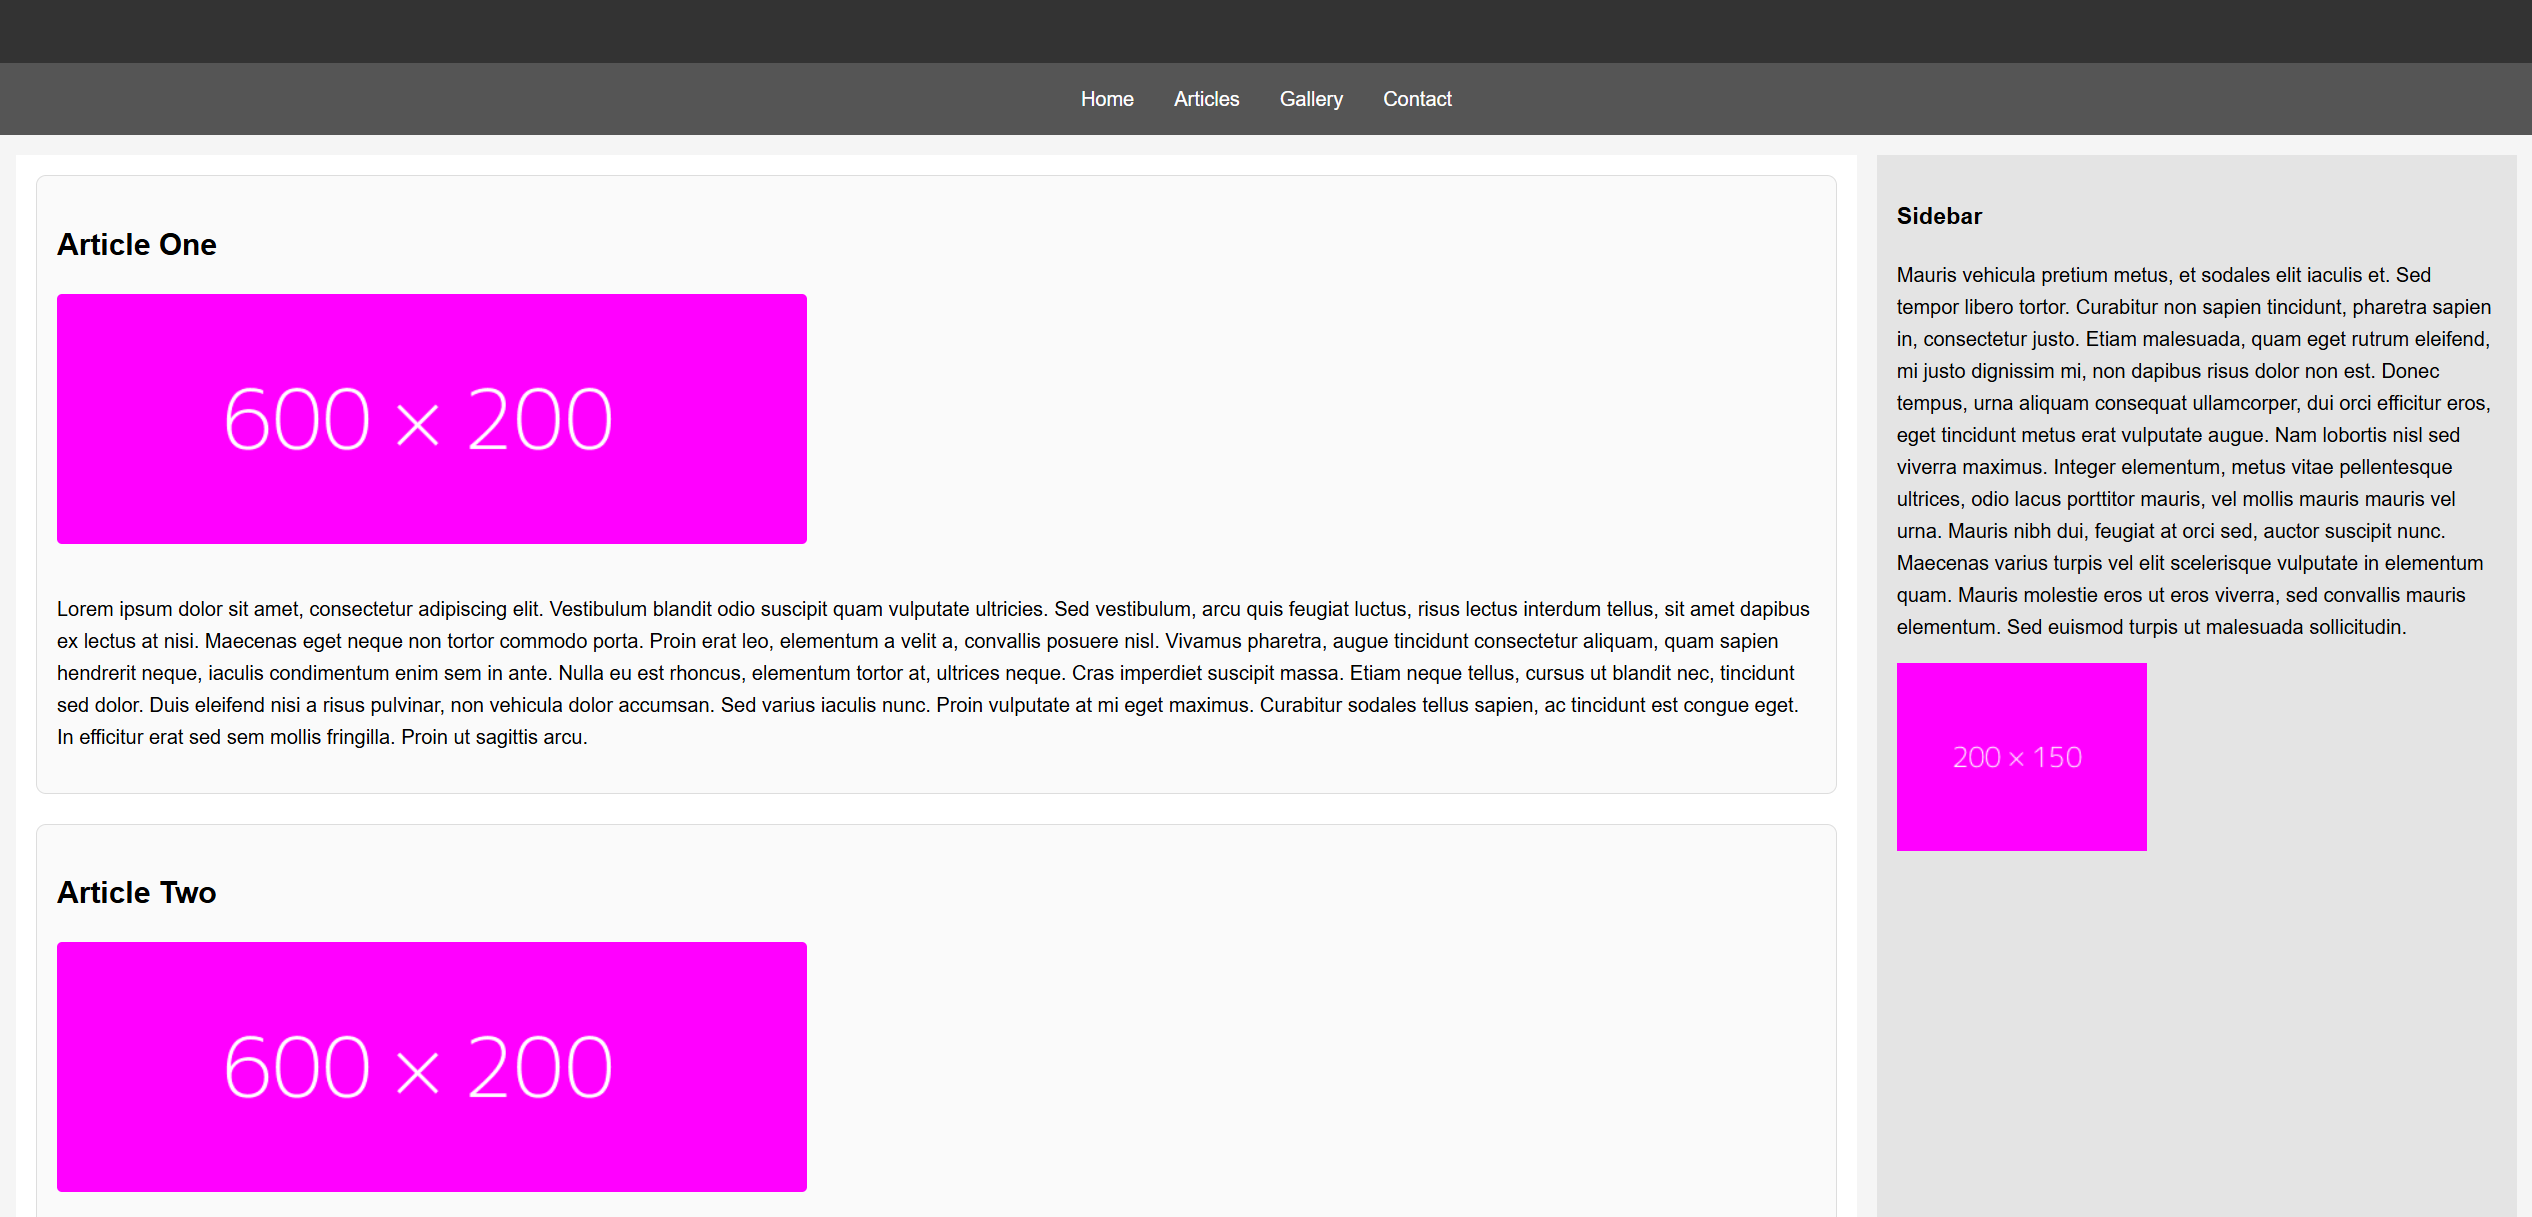 Home Articles Gallery Contact
Article One
600 × 200
Lorem ipsum dolor sit amet, consectetur adipiscing elit. Vestibulum blandit odio suscipit quam vulputate ultricies. Sed vestibulum, arcu quis feugiat luctus, risus lectus interdum tellus, sit amet dapibus
ex lectus at nisi. Maecenas eget neque non tortor commodo porta. Proin erat leo, elementum a velit a, convallis posuere nisl. Vivamus pharetra, augue tincidunt consectetur aliquam, quam sapien
hendrerit neque, iaculis condimentum enim sem in ante. Nulla eu est rhoncus, elementum tortor at, ultrices neque. Cras imperdiet suscipit massa. Etiam neque tellus, cursus ut blandit nec, tincidunt
sed dolor. Duis eleifend nisi a risus pulvinar, non vehicula dolor accumsan. Sed varius iaculis nunc. Proin vulputate at mi eget maximus. Curabitur sodales tellus sapien, ac tincidunt est congue eget.
In efficitur erat sed sem mollis fringilla. Proin ut sagittis arcu.
Article Two
600 × 200
Sidebar
Mauris vehicula pretium metus, et sodales elit iaculis et. Sed
tempor libero tortor. Curabitur non sapien tincidunt, pharetra sapien
in, consectetur justo. Etiam malesuada, quam eget rutrum eleifend,
mi justo dignissim mi, non dapibus risus dolor non est. Donec
tempus, urna aliquam consequat ullamcorper, dui orci efficitur eros,
eget tincidunt metus erat vulputate augue. Nam lobortis nisl sed
viverra maximus. Integer elementum, metus vitae pellentesque
ultrices, odio lacus porttitor mauris, vel mollis mauris mauris vel
urna. Mauris nibh dui, feugiat at orci sed, auctor suscipit nunc.
Maecenas varius turpis vel elit scelerisque vulputate in elementum
quam. Mauris molestie eros ut eros viverra, sed convallis mauris
elementum. Sed euismod turpis ut malesuada sollicitudin.
200 × 150